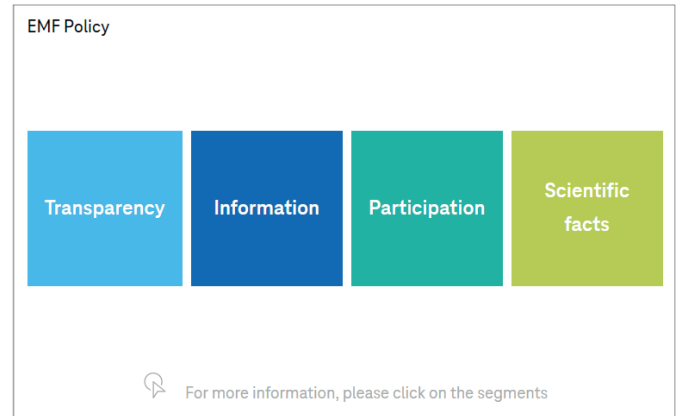 EMF Policy
Transparency
Information
Participation
Scientific
facts
For more information, please click on the segments